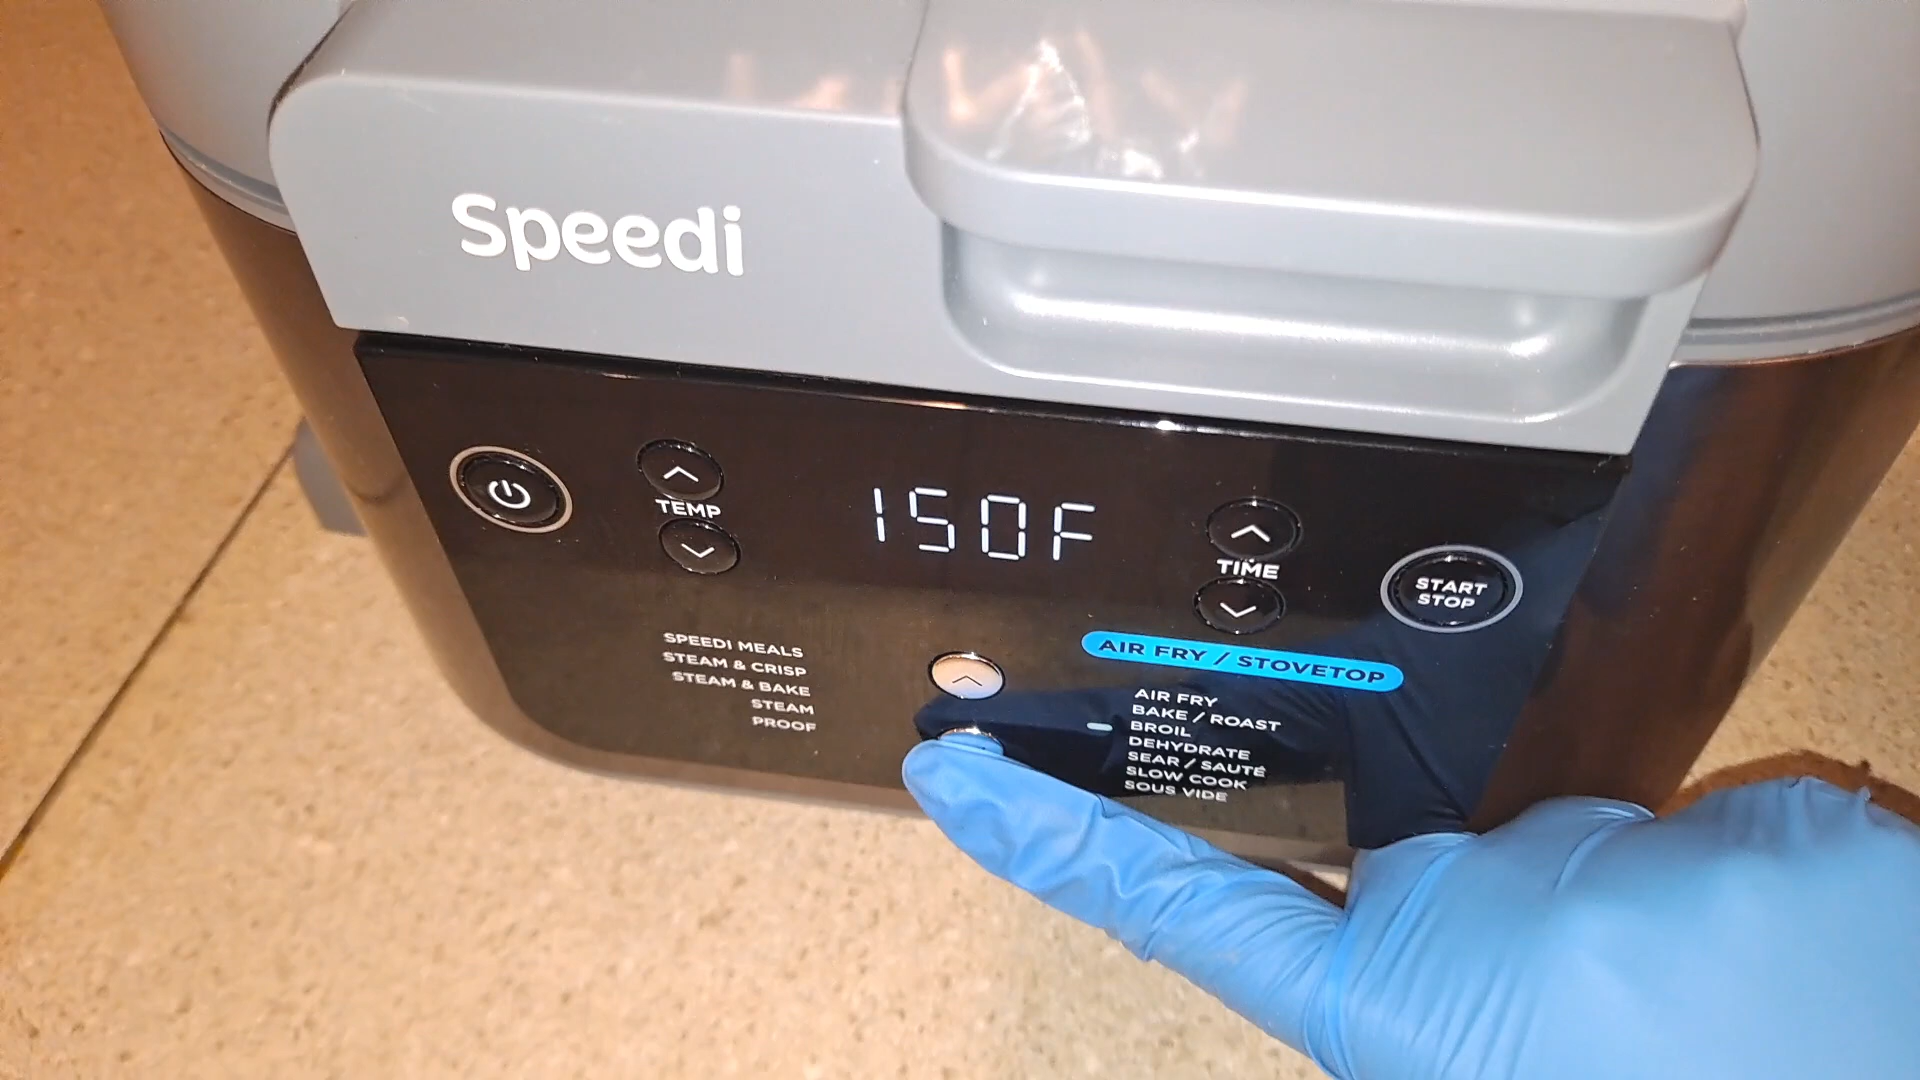 Speedi
TEMP
150F
TIME
START
STOP
SPEEDI MEALS
STEAM & CRISP
STEAM & BAKE
STEAM
PROOF
AIR FRY / STOVETOP
AIR FRY
BAKE / ROAST
BROIL
DEHYDRATE
SEAR / SAUTÉ
SLOW COOK
SOUS VIDE